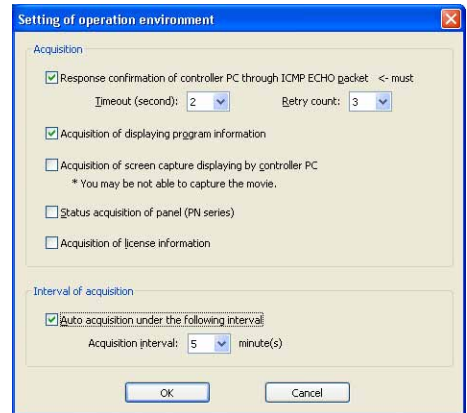 Setting of operation environment
Acquisition
Response confirmation of controller PC through ICMP ECHO packet <- must
Timeout (second): 2 Retry count: 3
Acquisition of displaying program information
Acquisition of screen capture displaying by controller PC
* You may be not able to capture the movie.
Status acquisition of panel (PN series)
Acquisition of license information
Interval of acquisition
Auto acquisition under the following interval
Acquisition interval: 5 minute(s)
OK Cancel